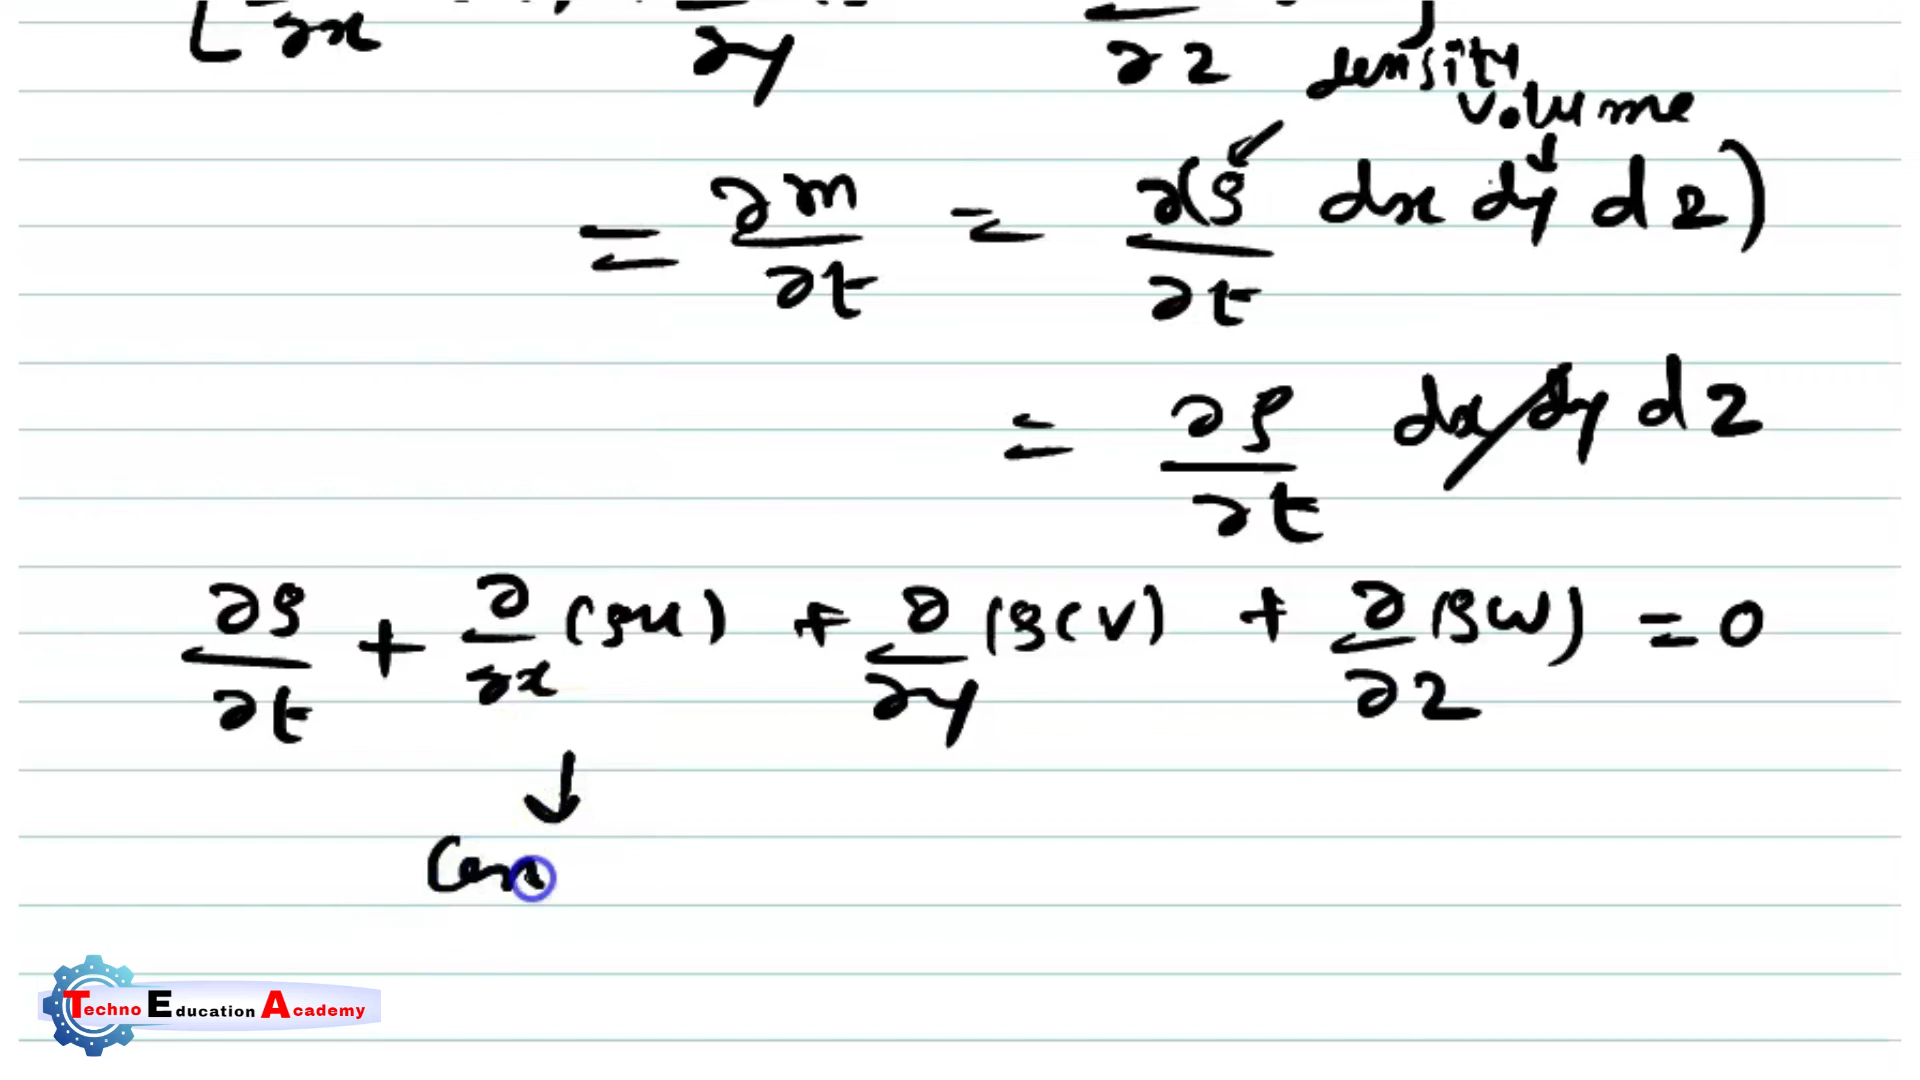 ∂x ∂y ∂z
density
volume
= ∂m/∂t = ∂(ρ dx dy dz)/∂t
= ∂ρ/∂t dx dy dz
∂ρ/∂t + ∂/∂x (ρu) + ∂/∂y (ρ(v) + ∂/∂z (ρw) = 0
Techno Education Academy